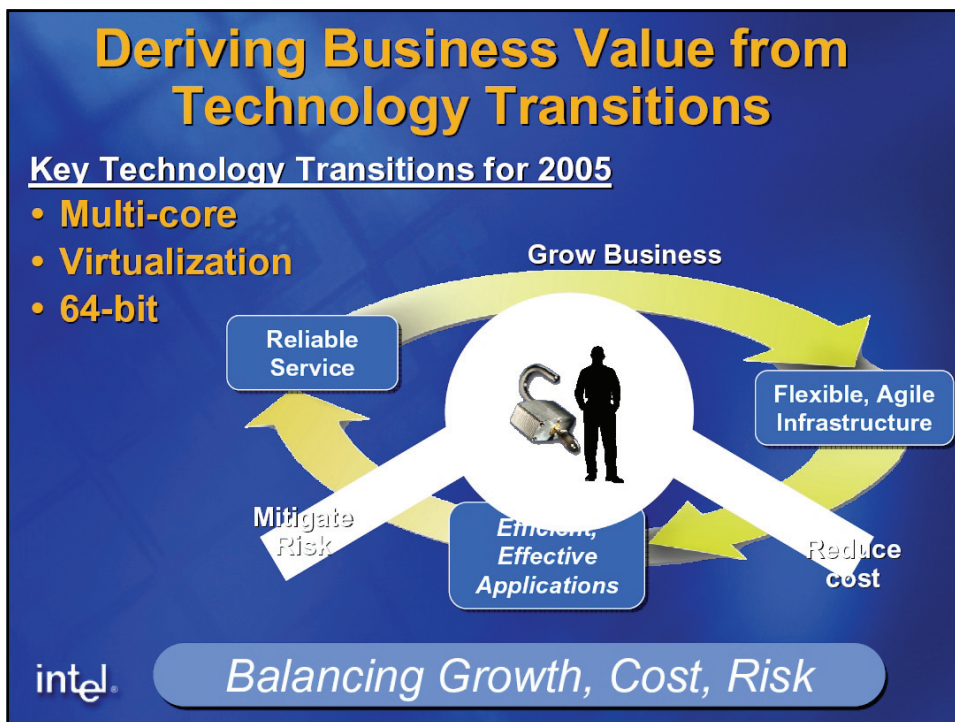 Deriving Business Value from
Technology Transitions
Key Technology Transitions for 2005
• Multi-core
• Virtualization
• 64-bit
Grow Business
Reliable
Service
Flexible, Agile
Infrastructure
Mitigate
Risk
Efficient,
Effective
Applications
Reduce
cost
intel®
Balancing Growth, Cost, Risk